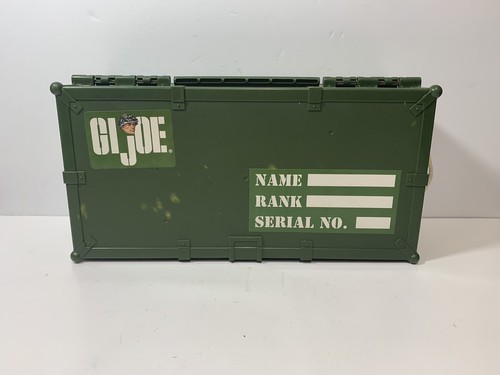 GI JOE®
NAME
RANK
SERIAL NO.